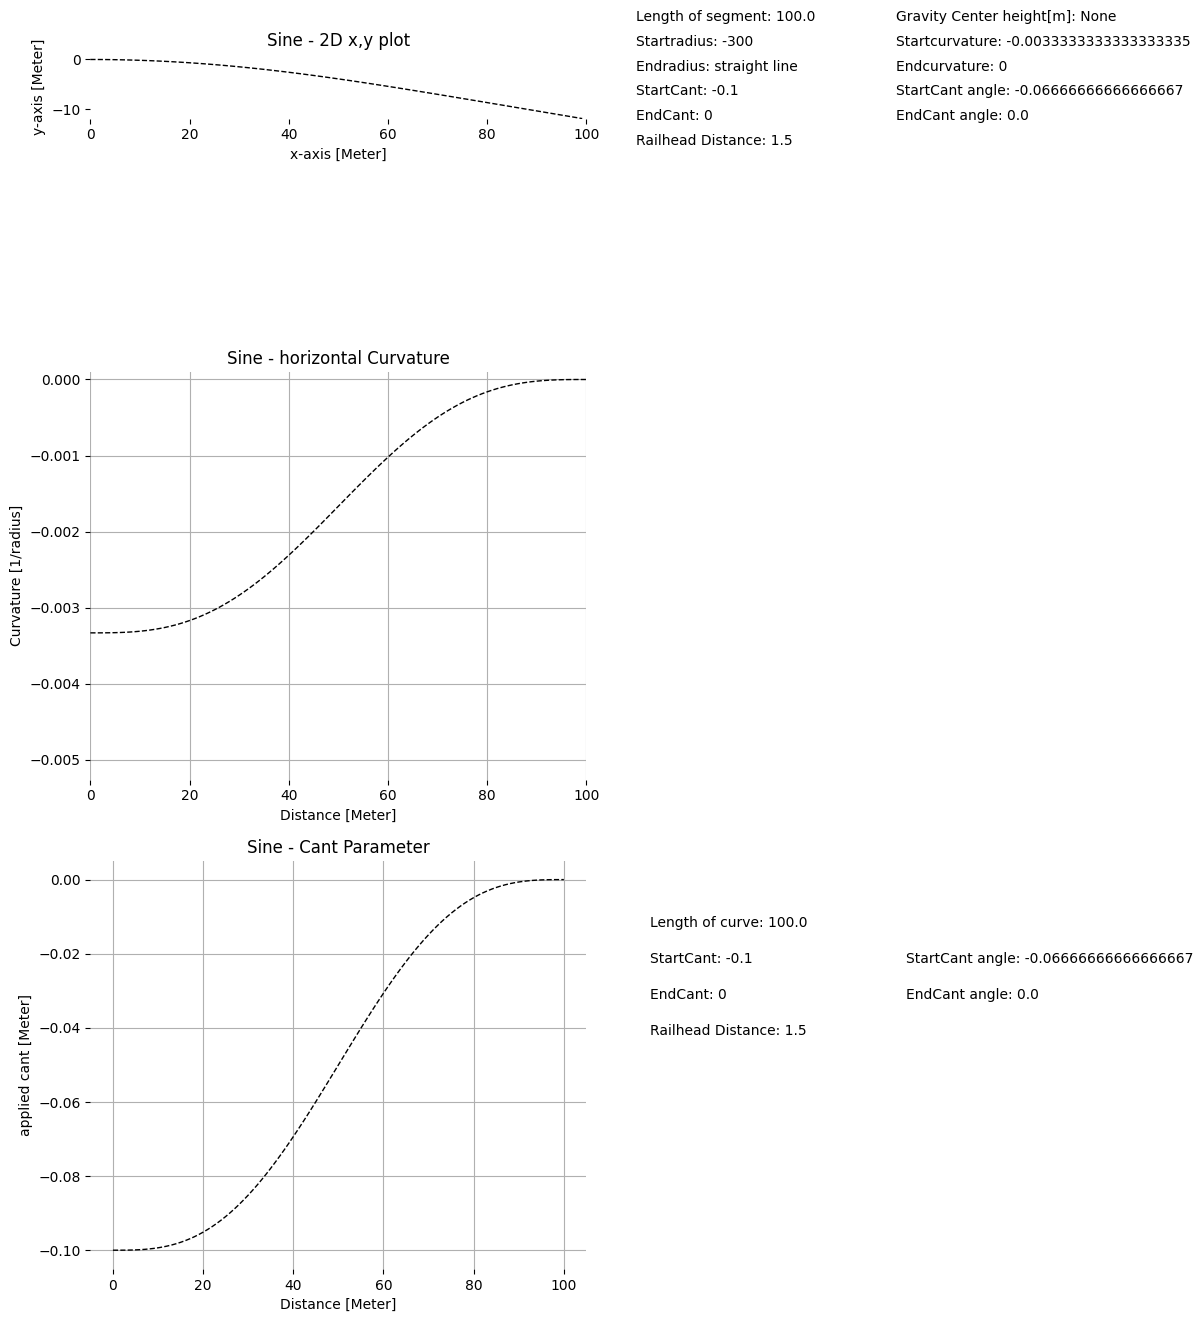 Sine - 2D x,y plot
y-axis [Meter]
0
−10
0 20 40 60 80 100
x-axis [Meter]
Length of segment: 100.0
Startradius: -300
Endradius: straight line
StartCant: -0.1
EndCant: 0
Railhead Distance: 1.5
Gravity Center height[m]: None
Startcurvature: -0.0033333333333333335
Endcurvature: 0
StartCant angle: -0.06666666666666667
EndCant angle: 0.0
Sine - horizontal Curvature
Curvature [1/radius]
0.000
−0.001
−0.002
−0.003
−0.004
−0.005
0 20 40 60 80 100
Distance [Meter]
Sine - Cant Parameter
applied cant [Meter]
0.00
−0.02
−0.04
−0.06
−0.08
−0.10
0 20 40 60 80 100
Distance [Meter]
Length of curve: 100.0
StartCant: -0.1
EndCant: 0
Railhead Distance: 1.5
StartCant angle: -0.06666666666666667
EndCant angle: 0.0